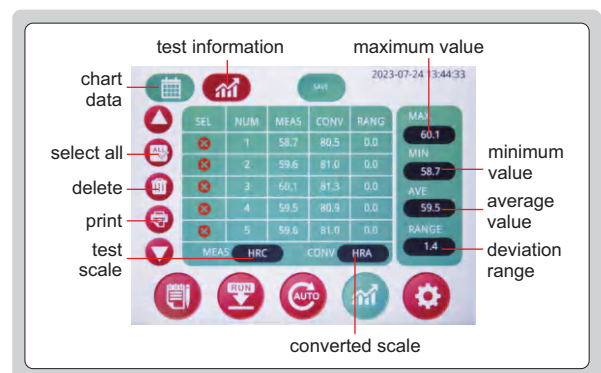 test information
maximum value
chart
data
SAVE
2023-07-24 13:44:33
SEL NUM MEAS CONV RANG
MAX
1 58.7 80.5 0.0
60.1
select all
ALL
MIN
minimum
value
2 59.6 81.0 0.0
58.7
delete
3 60.1 81.3 0.0
AVE
average
value
print
4 59.5 80.9 0.0
59.5
5 59.6 81.0 0.0
RANGE
test
scale
MEAS HRC CONV HRA
1.4
deviation
range
RUN
AUTO
converted scale